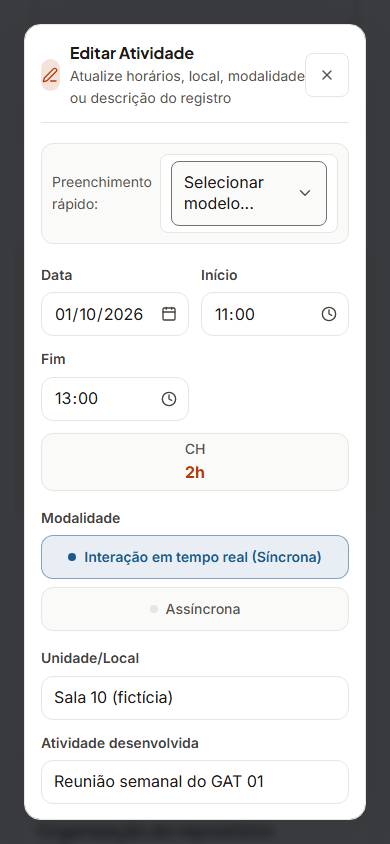 Editar Atividade
Atualize horários, local, modalidade
ou descrição do registro
Preenchimento
rápido:
Selecionar
modelo...
Data
Início
01/10/2026
11:00
Fim
13:00
CH
2h
Modalidade
Interação em tempo real (Síncrona)
Assíncrona
Unidade/Local
Sala 10 (fictícia)
Atividade desenvolvida
Reunião semanal do GAT 01